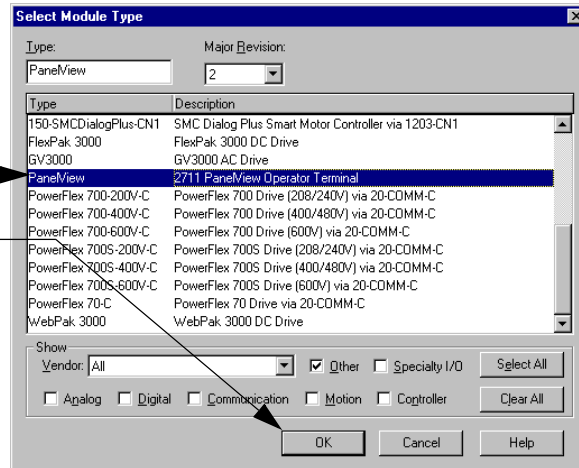 Select Module Type
Type: Major Revision:
PanelView 2
Type Description
150-SMCDialogPlus-CN1 SMC Dialog Plus Smart Motor Controller via 1203-CN1
FlexPak 3000 FlexPak 3000 DC Drive
GV3000 GV3000 AC Drive
PanelView 2711 PanelView Operator Terminal
PowerFlex 700-200V-C PowerFlex 700 Drive (208/240V) via 20-COMM-C
PowerFlex 700-400V-C PowerFlex 700 Drive (400/480V) via 20-COMM-C
PowerFlex 700-600V-C PowerFlex 700 Drive (600V) via 20-COMM-C
PowerFlex 700S-200V-C PowerFlex 700S Drive (208/240V) via 20-COMM-C
PowerFlex 700S-400V-C PowerFlex 700S Drive (400/480V) via 20-COMM-C
PowerFlex 700S-600V-C PowerFlex 700S Drive (600V) via 20-COMM-C
PowerFlex 70-C PowerFlex 70 Drive via 20-COMM-C
WebPak 3000 WebPak 3000 DC Drive
Show
Vendor: All Other Specialty I/O Select All
Analog Digital Communication Motion Controller Clear All
OK Cancel Help